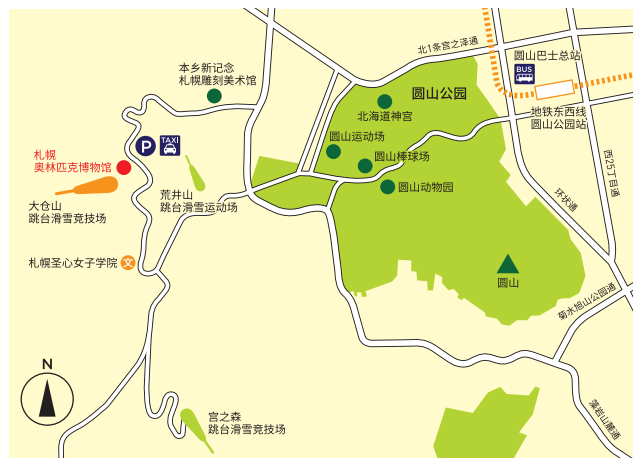 北1条宫之泽通
圆山巴士总站
BUS
本乡新记念
札幌雕刻美术馆
圆山公园
北海道神宫
地铁东西线
圆山公园站
圆山运动场
圆山棒球场
P
TAXI
札幌
奥林匹克博物馆
西25丁目通
圆山动物园
荒井山
跳台滑雪运动场
大仓山
跳台滑雪竞技场
环状通
札幌圣心女子学院
文
圆山
菊水旭山公园通
N
宫之森
跳台滑雪竞技场
藻岩山麓通